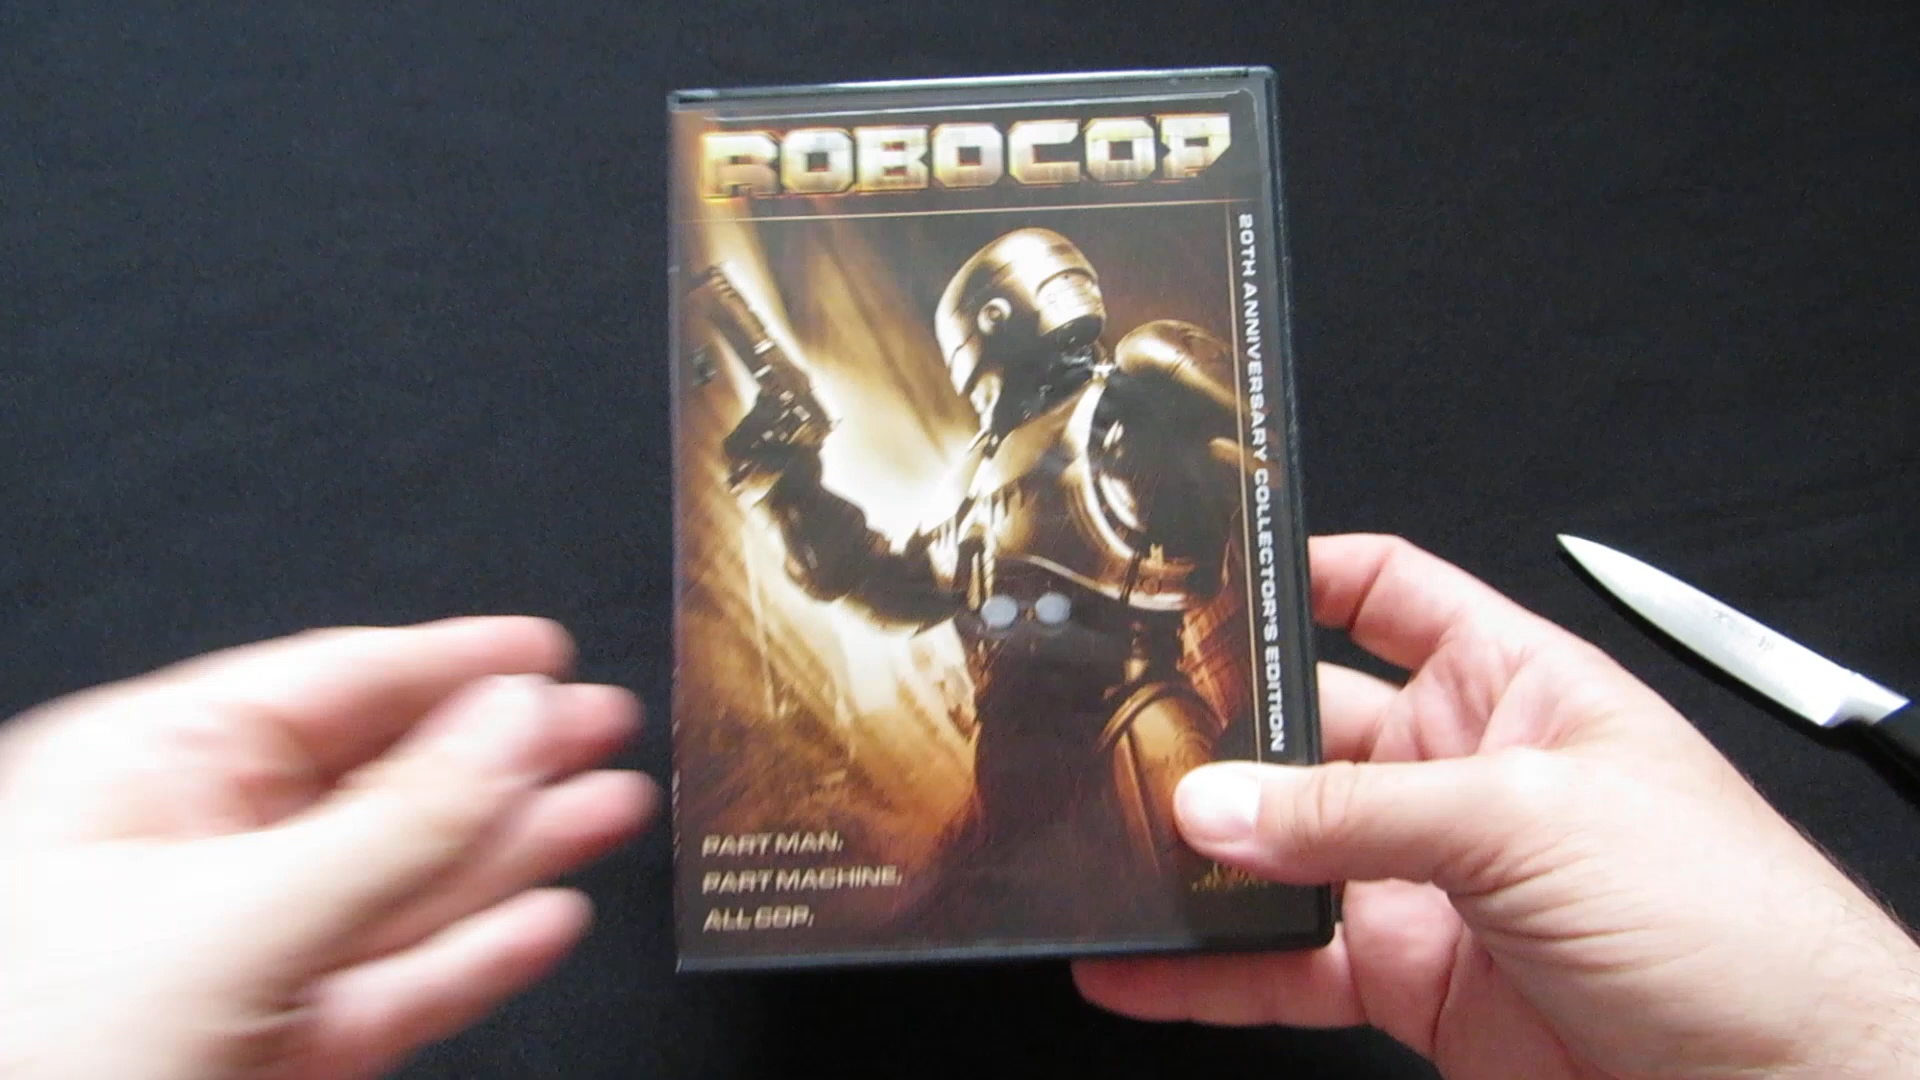 ROBOCOP
20TH ANNIVERSARY COLLECTOR'S EDITION
PART MAN.
PART MACHINE.
ALL COP.